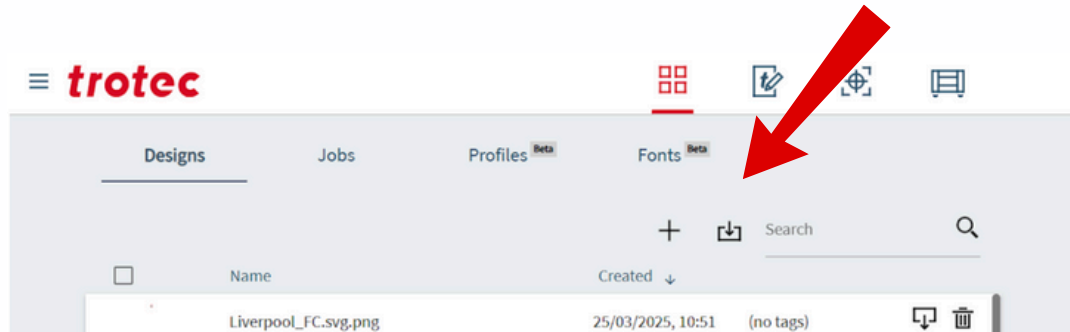 trotec
Designs Jobs Profiles Beta Fonts Beta
Search
Name Created
Liverpool_FC.svg.png 25/03/2025, 10:51 (no tags)